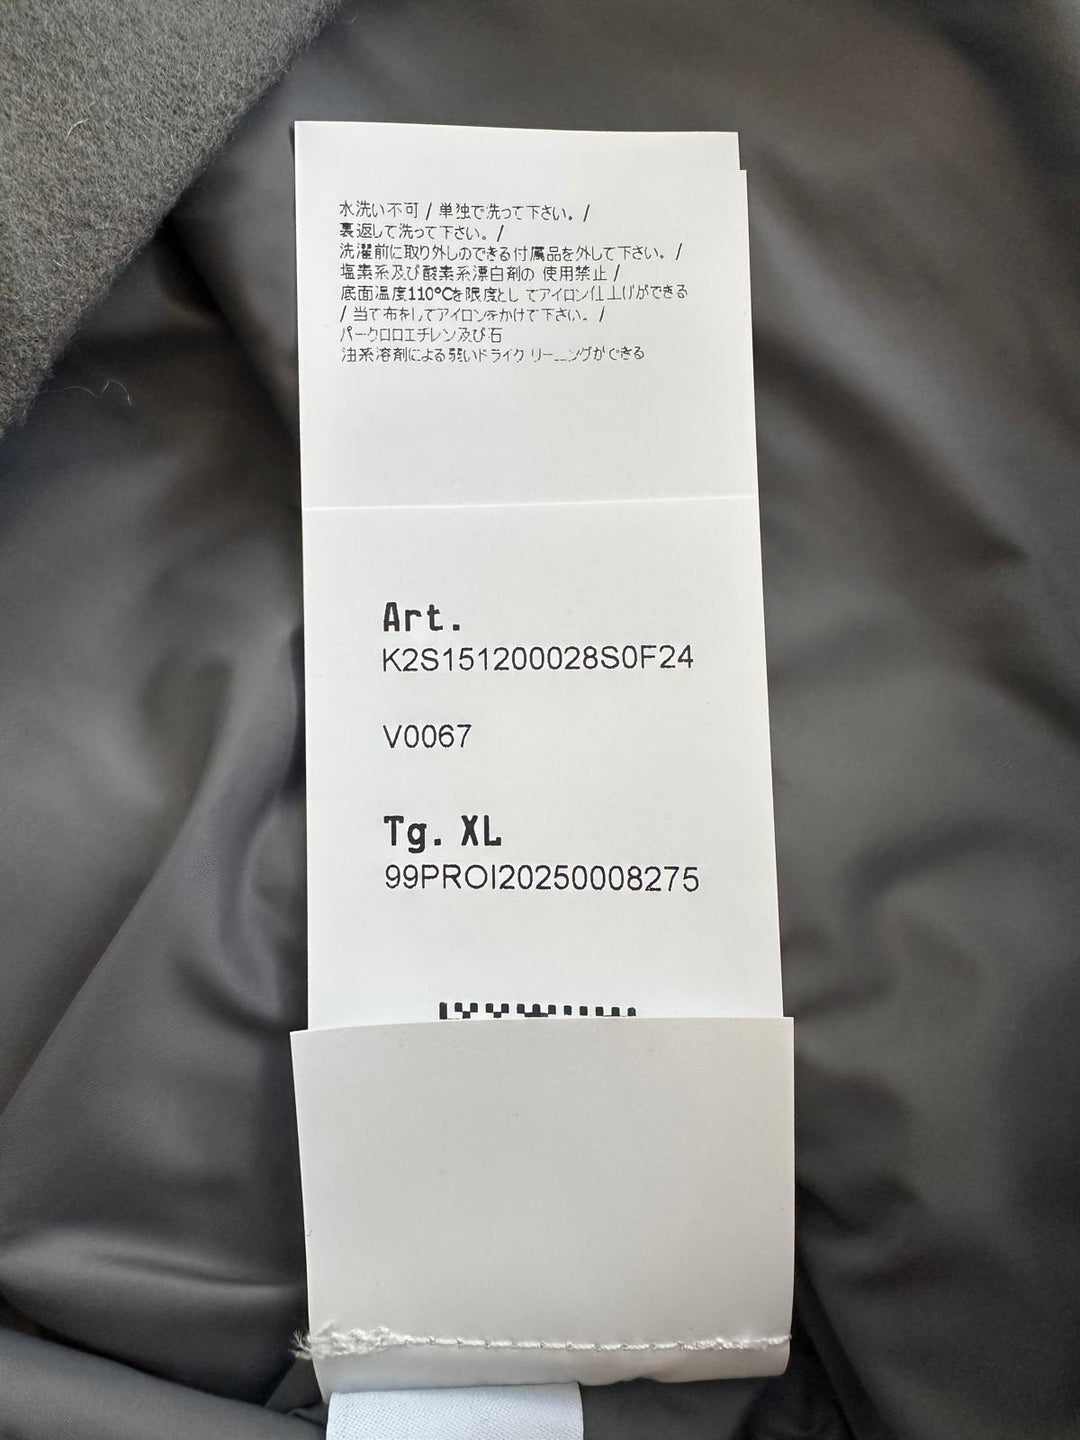 水洗い不可 / 単独で洗って下さい。 /
裏返して洗って下さい。 /
洗濯前に取り外しのできる付属品を外して下さい。 /
塩素系及び酸素系漂白剤の 使用禁止 /
底面温度110°Cを限度とし てアイロン仕上げができる
/ 当て布をしてアイロンをかけて下さい。 /
パークロロエチレン及び石
油系溶剤による弱いドライク リーニングができる
Art.
K2S151200028S0F24
V0067
Tg. XL
99PROI20250008275